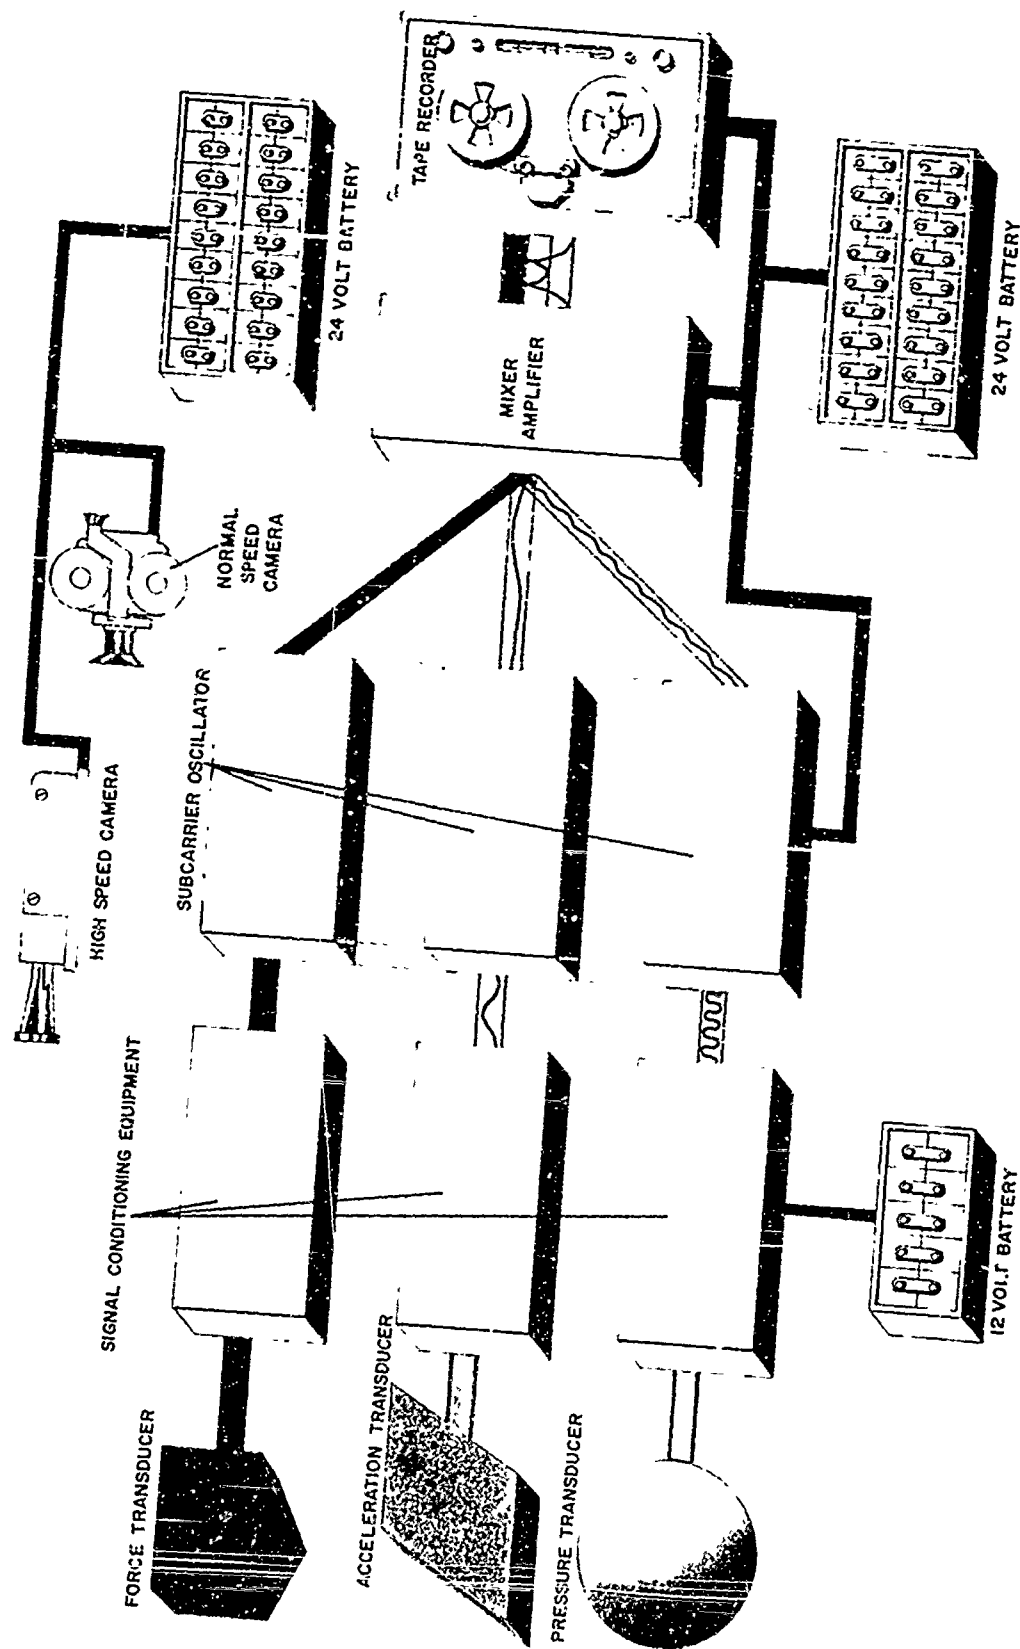 HIGH SPEED CAMERA
NORMAL
SPEED
CAMERA
24 VOLT BATTERY
SIGNAL CONDITIONING EQUIPMENT
SUBCARRIER OSCILLATOR
FORCE TRANSDUCER
ACCELERATION TRANSDUCER
PRESSURE TRANSDUCER
MIXER
AMPLIFIER
TAPE RECORDER
12 VOLT BATTERY
24 VOLT BATTERY